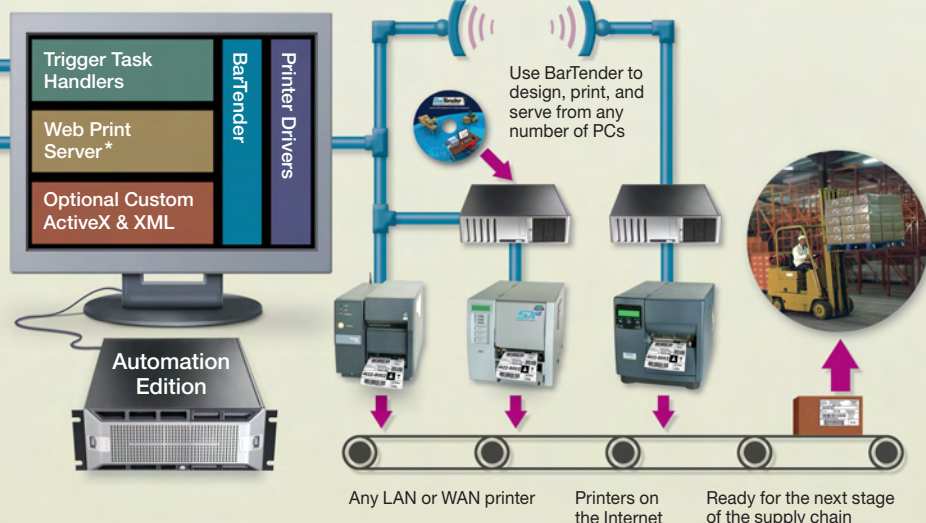 Trigger Task
Handlers
Web Print
Server*
Optional Custom
ActiveX & XML
BarTender
Printer Drivers
Use BarTender to
design, print, and
serve from any
number of PCs
BarTender
SX4
Automation
Edition
Any LAN or WAN printer
Printers on
the Internet
Ready for the next stage
of the supply chain